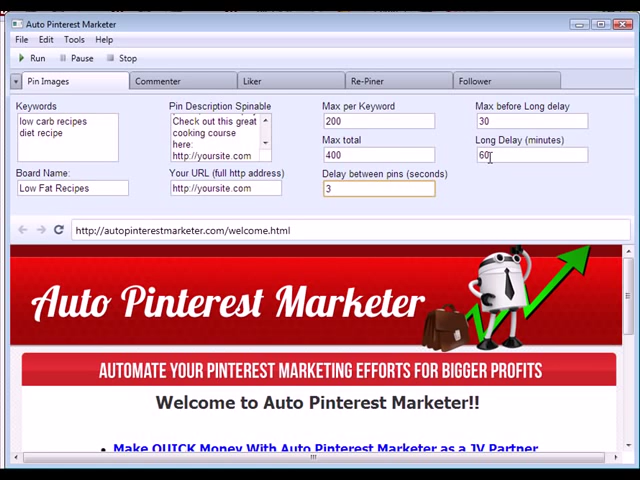 Auto Pinterest Marketer
File Edit Tools Help
Run Pause Stop
Pin Images Commenter Liker Re-Piner Follower
Keywords
low carb recipes
diet recipe
Board Name:
Low Fat Recipes
Pin Description Spinable
Check out this great
cooking course
here:
http://yoursite.com
Your URL (full http address)
http://yoursite.com
Max per Keyword
200
Max total
400
Delay between pins (seconds)
3
Max before Long delay
30
Long Delay (minutes)
60
http://autopinterestmarketer.com/welcome.html
Auto Pinterest Marketer
AUTOMATE YOUR PINTEREST MARKETING EFFORTS FOR BIGGER PROFITS
Welcome to Auto Pinterest Marketer!!
Make QUICK Money With Auto Pinterest Marketer as a JV Partner